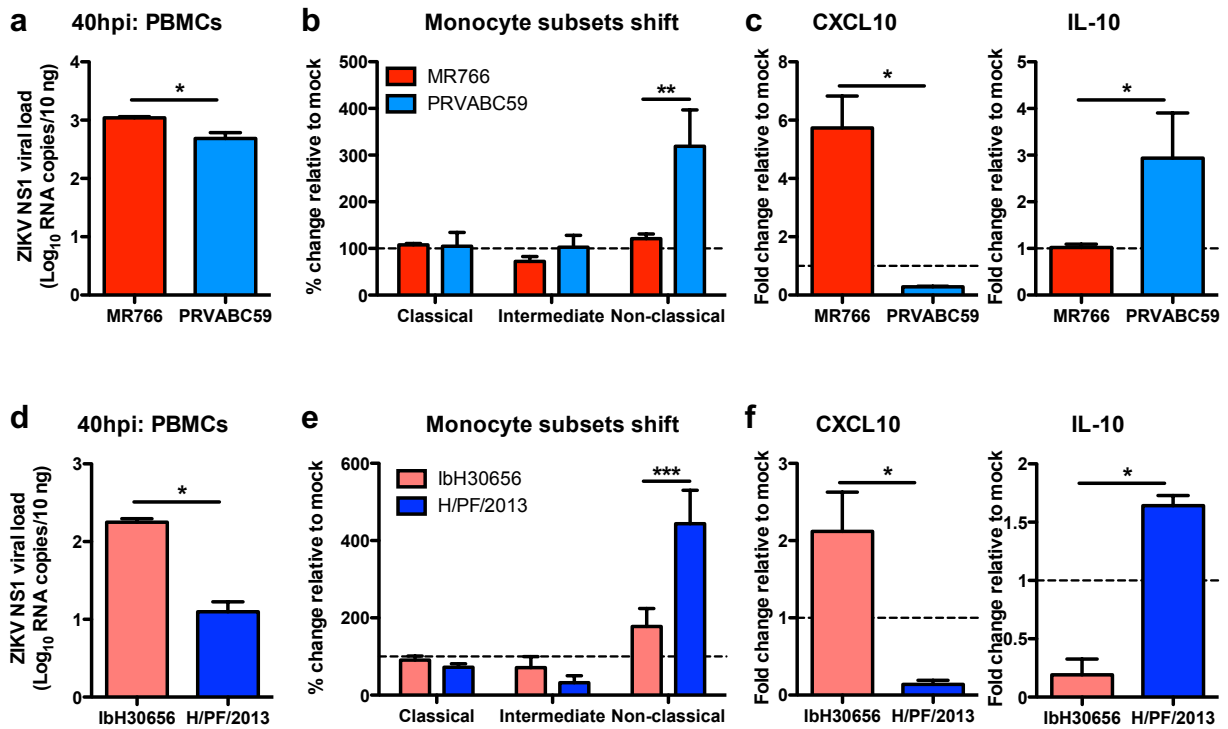 a 40hpi: PBMCs
ZIKV NS1 viral load
(Log10 RNA copies/10 ng)
4
3
2
1
0
*
MR766 PRVABC59
b Monocyte subsets shift
% change relative to mock
500
400
300
200
100
0
MR766
PRVABC59
**
Classical Intermediate Non-classical
c CXCL10
Fold change relative to mock
8
6
4
2
0
*
MR766 PRVABC59
IL-10
Fold change relative to mock
5
4
3
2
1
0
*
MR766 PRVABC59
d 40hpi: PBMCs
ZIKV NS1 viral load
(Log10 RNA copies/10 ng)
3
2
1
0
*
IbH30656 H/PF/2013
e Monocyte subsets shift
% change relative to mock
600
400
200
0
IbH30656
H/PF/2013
***
Classical Intermediate Non-classical
f CXCL10
Fold change relative to mock
3
2
1
0
*
IbH30656 H/PF/2013
IL-10
Fold change relative to mock
2
1.5
1
0.5
0
*
IbH30656 H/PF/2013